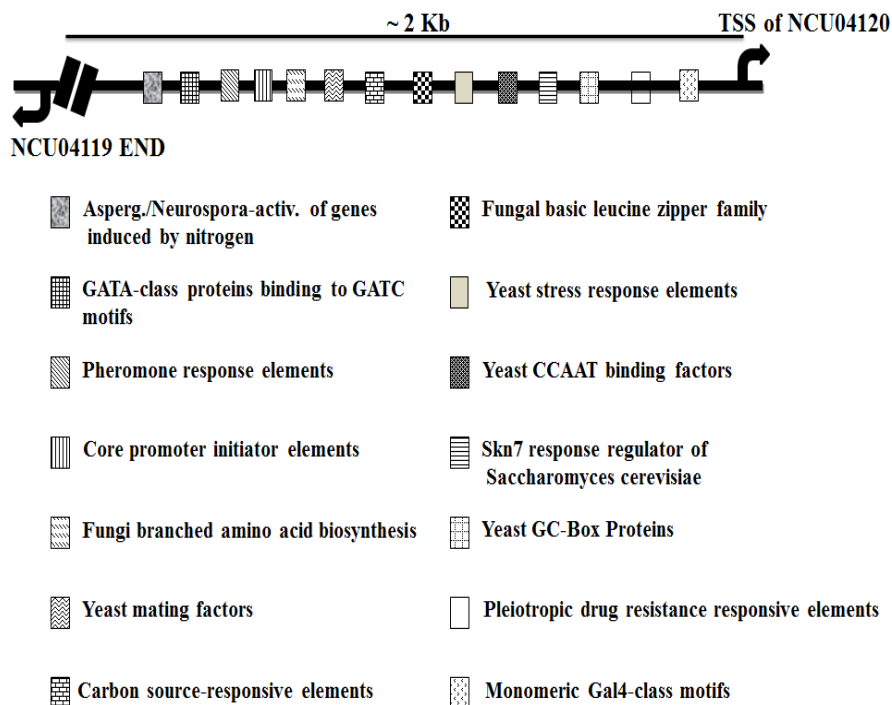 ~ 2 Kb
TSS of NCU04120
NCU04119 END
Asperg./Neurospora-activ. of genes
induced by nitrogen
GATA-class proteins binding to GATC
motifs
Pheromone response elements
Core promoter initiator elements
Fungi branched amino acid biosynthesis
Yeast mating factors
Carbon source-responsive elements
Fungal basic leucine zipper family
Yeast stress response elements
Yeast CCAAT binding factors
Skn7 response regulator of
Saccharomyces cerevisiae
Yeast GC-Box Proteins
Pleiotropic drug resistance responsive elements
Monomeric Gal4-class motifs